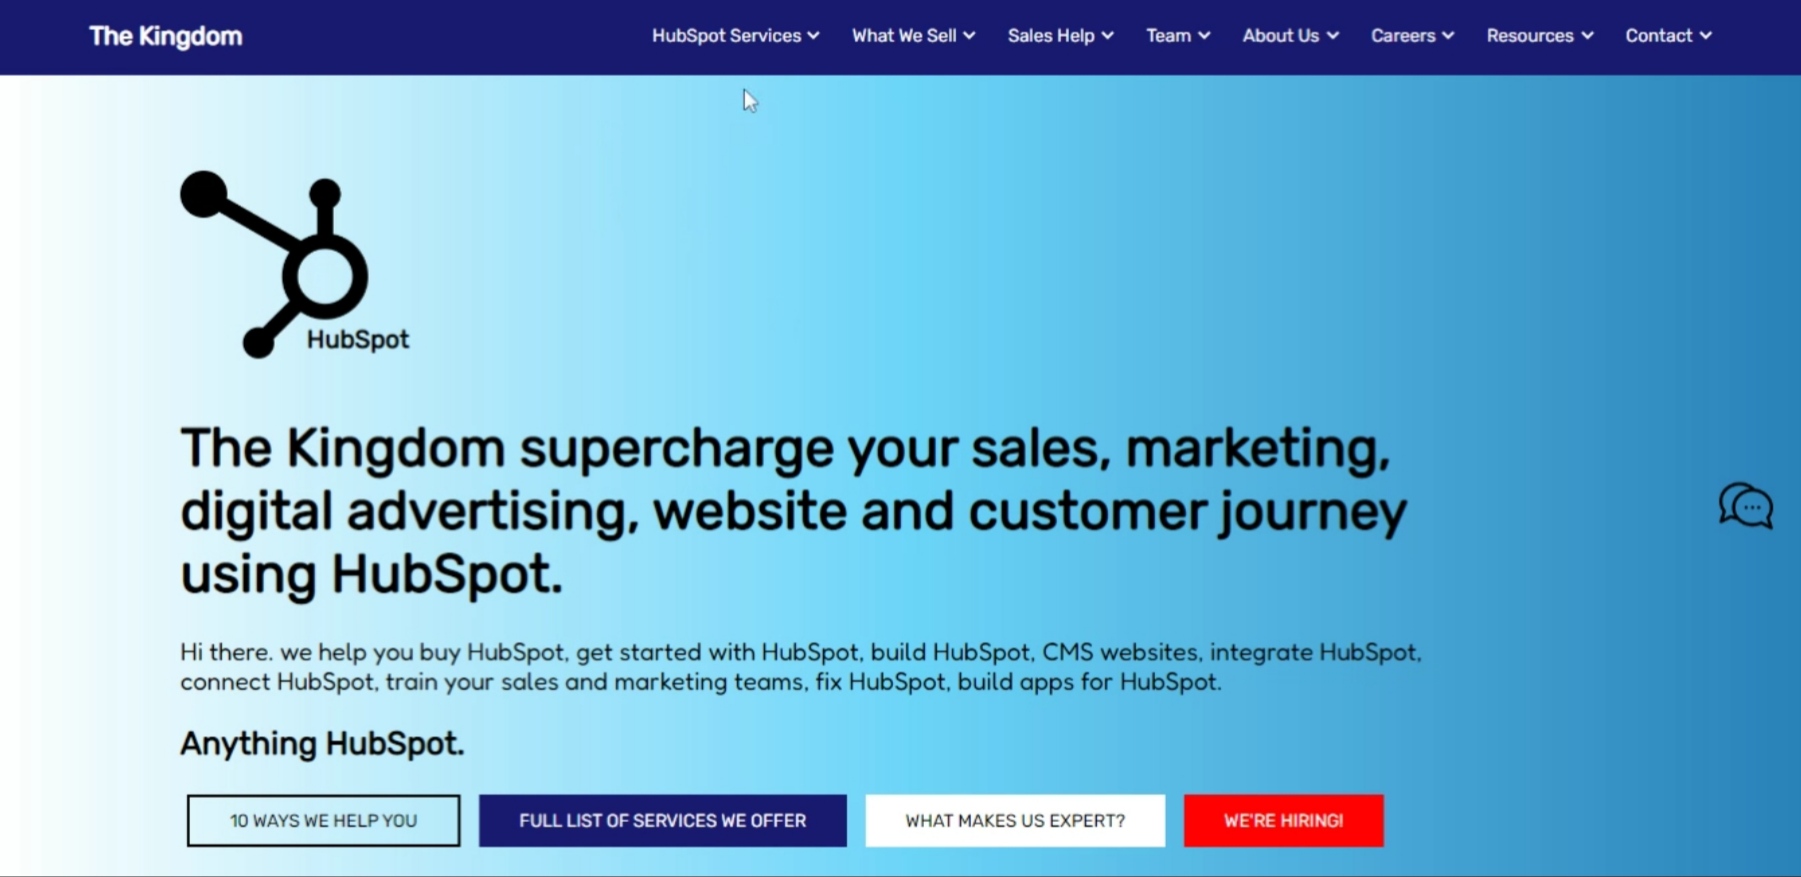 The Kingdom
HubSpot Services
What We Sell
Sales Help
Team
About Us
Careers
Resources
Contact
HubSpot
The Kingdom supercharge your sales, marketing,
digital advertising, website and customer journey
using HubSpot.
Hi there. we help you buy HubSpot, get started with HubSpot, build HubSpot, CMS websites, integrate HubSpot,
connect HubSpot, train your sales and marketing teams, fix HubSpot, build apps for HubSpot.
Anything HubSpot.
10 WAYS WE HELP YOU
FULL LIST OF SERVICES WE OFFER
WHAT MAKES US EXPERT?
WE'RE HIRING!